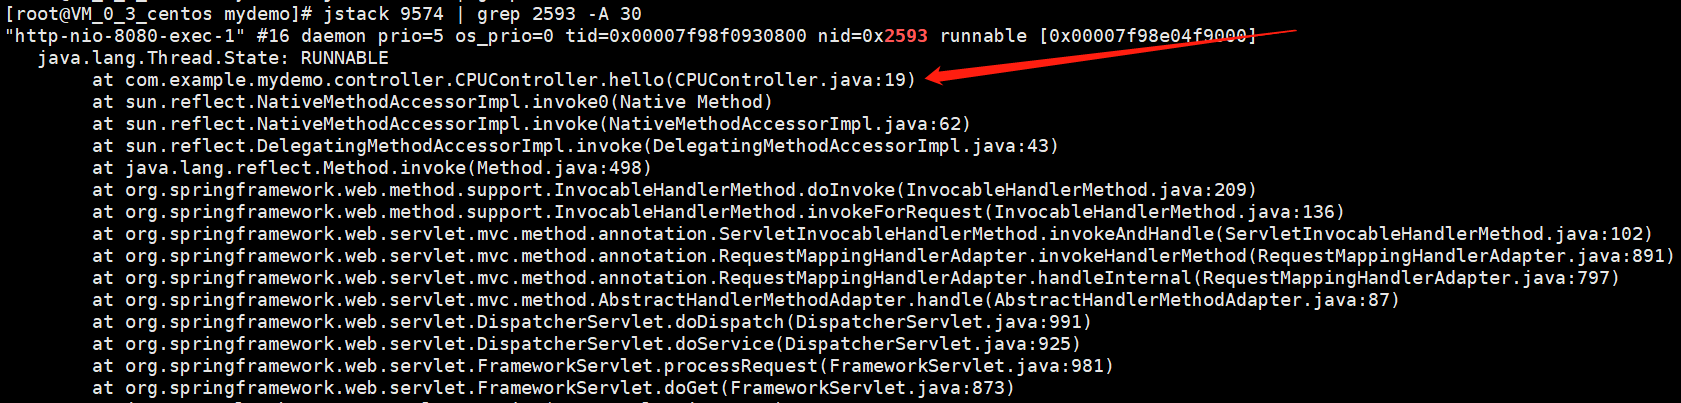 [root@VM_0_3_centos mydemo]# jstack 9574 | grep 2593 -A 30
"http-nio-8080-exec-1" #16 daemon prio=5 os_prio=0 tid=0x00007f98f0930800 nid=0x2593 runnable [0x00007f98e04f9000]
java.lang.Thread.State: RUNNABLE
at com.example.mydemo.controller.CPUController.hello(CPUController.java:19)
at sun.reflect.NativeMethodAccessorImpl.invoke0(Native Method)
at sun.reflect.NativeMethodAccessorImpl.invoke(NativeMethodAccessorImpl.java:62)
at sun.reflect.DelegatingMethodAccessorImpl.invoke(DelegatingMethodAccessorImpl.java:43)
at java.lang.reflect.Method.invoke(Method.java:498)
at org.springframework.web.method.support.InvocableHandlerMethod.doInvoke(InvocableHandlerMethod.java:209)
at org.springframework.web.method.support.InvocableHandlerMethod.invokeForRequest(InvocableHandlerMethod.java:136)
at org.springframework.web.servlet.mvc.method.annotation.ServletInvocableHandlerMethod.invokeAndHandle(ServletInvocableHandlerMethod.java:102)
at org.springframework.web.servlet.mvc.method.annotation.RequestMappingHandlerAdapter.invokeHandlerMethod(RequestMappingHandlerAdapter.java:891)
at org.springframework.web.servlet.mvc.method.annotation.RequestMappingHandlerAdapter.handleInternal(RequestMappingHandlerAdapter.java:797)
at org.springframework.web.servlet.mvc.method.AbstractHandlerMethodAdapter.handle(AbstractHandlerMethodAdapter.java:87)
at org.springframework.web.servlet.DispatcherServlet.doDispatch(DispatcherServlet.java:991)
at org.springframework.web.servlet.DispatcherServlet.doService(DispatcherServlet.java:925)
at org.springframework.web.servlet.FrameworkServlet.processRequest(FrameworkServlet.java:981)
at org.springframework.web.servlet.FrameworkServlet.doGet(FrameworkServlet.java:873)